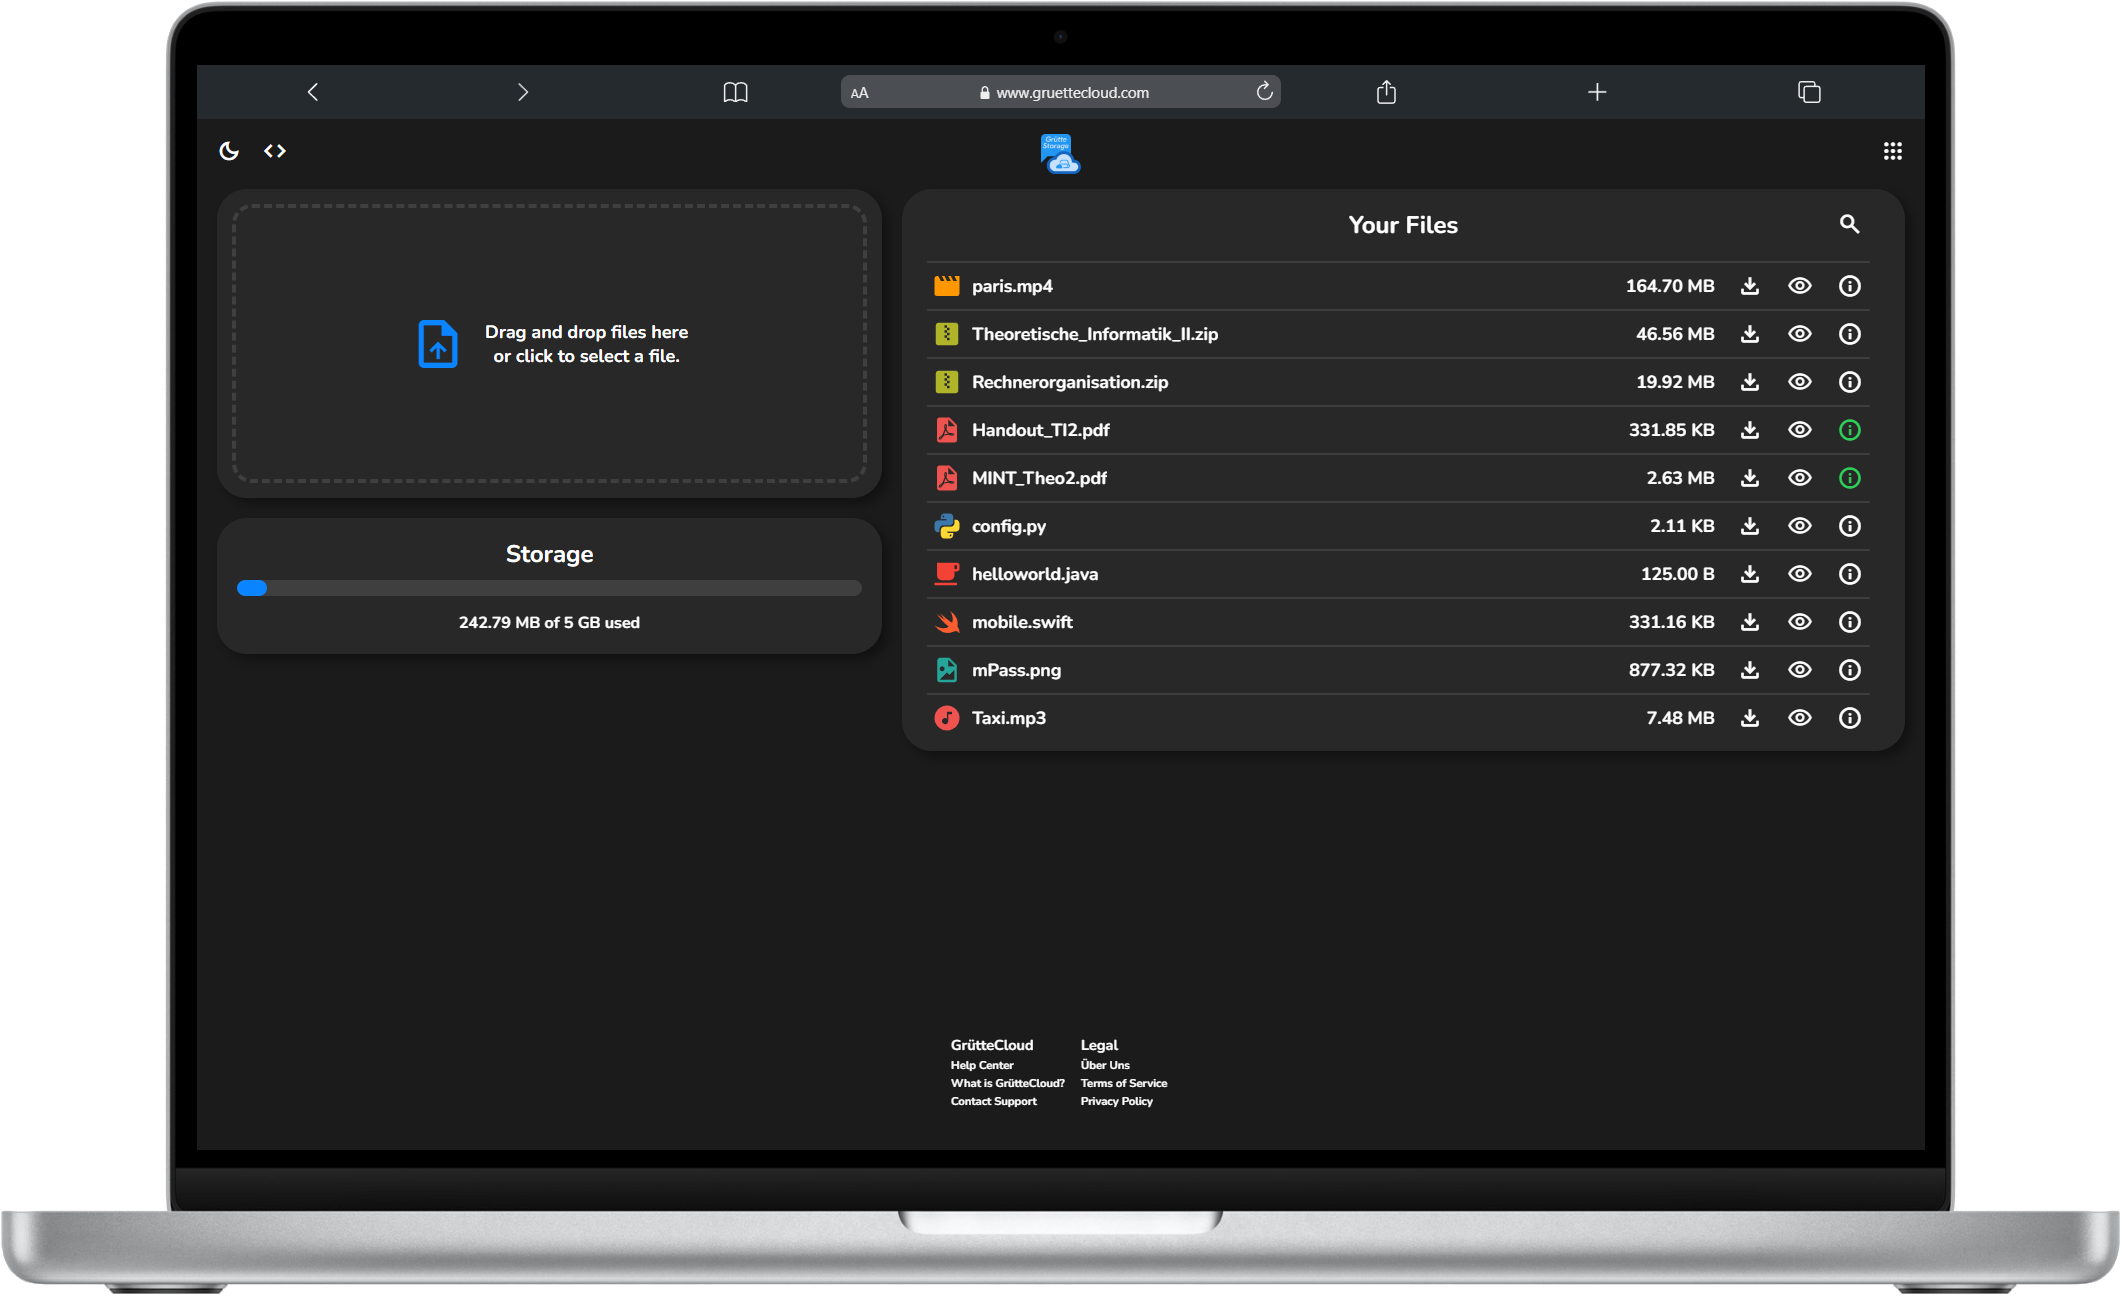 AA
www.gruettecloud.com
Grütte
Storage
Drag and drop files here
or click to select a file.
Storage
242.79 MB of 5 GB used
Your Files
paris.mp4 164.70 MB
Theoretische_Informatik_II.zip 46.56 MB
Rechnerorganisation.zip 19.92 MB
Handout_TI2.pdf 331.85 KB
MINT_Theo2.pdf 2.63 MB
config.py 2.11 KB
helloworld.java 125.00 B
mobile.swift 331.16 KB
mPass.png 877.32 KB
Taxi.mp3 7.48 MB
GrütteCloud
Help Center
What is GrütteCloud?
Contact Support
Legal
Über Uns
Terms of Service
Privacy Policy